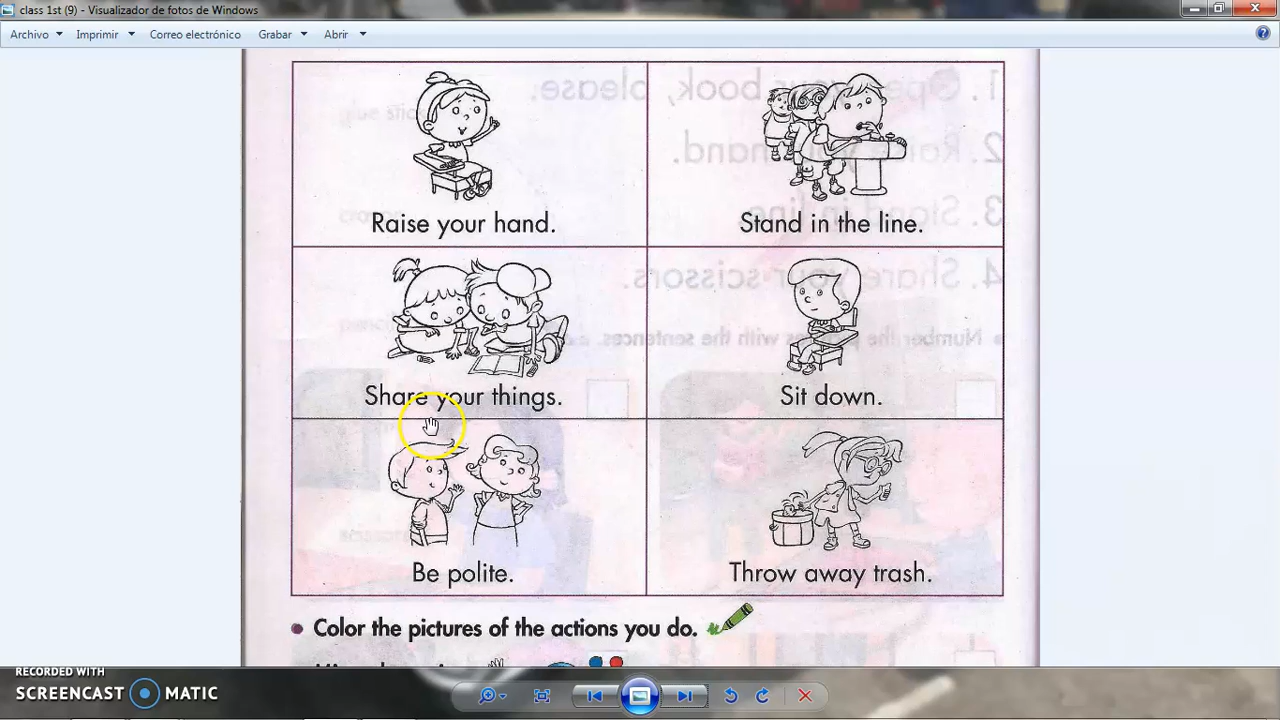 class 1st (9) - Visualizador de fotos de Windows
Archivo Imprimir Correo electrónico Grabar Abrir
Raise your hand.
Stand in the line.
Share your things.
Sit down.
Be polite.
Throw away trash.
Color the pictures of the actions you do.
RECORDED WITH
SCREENCAST MATIC